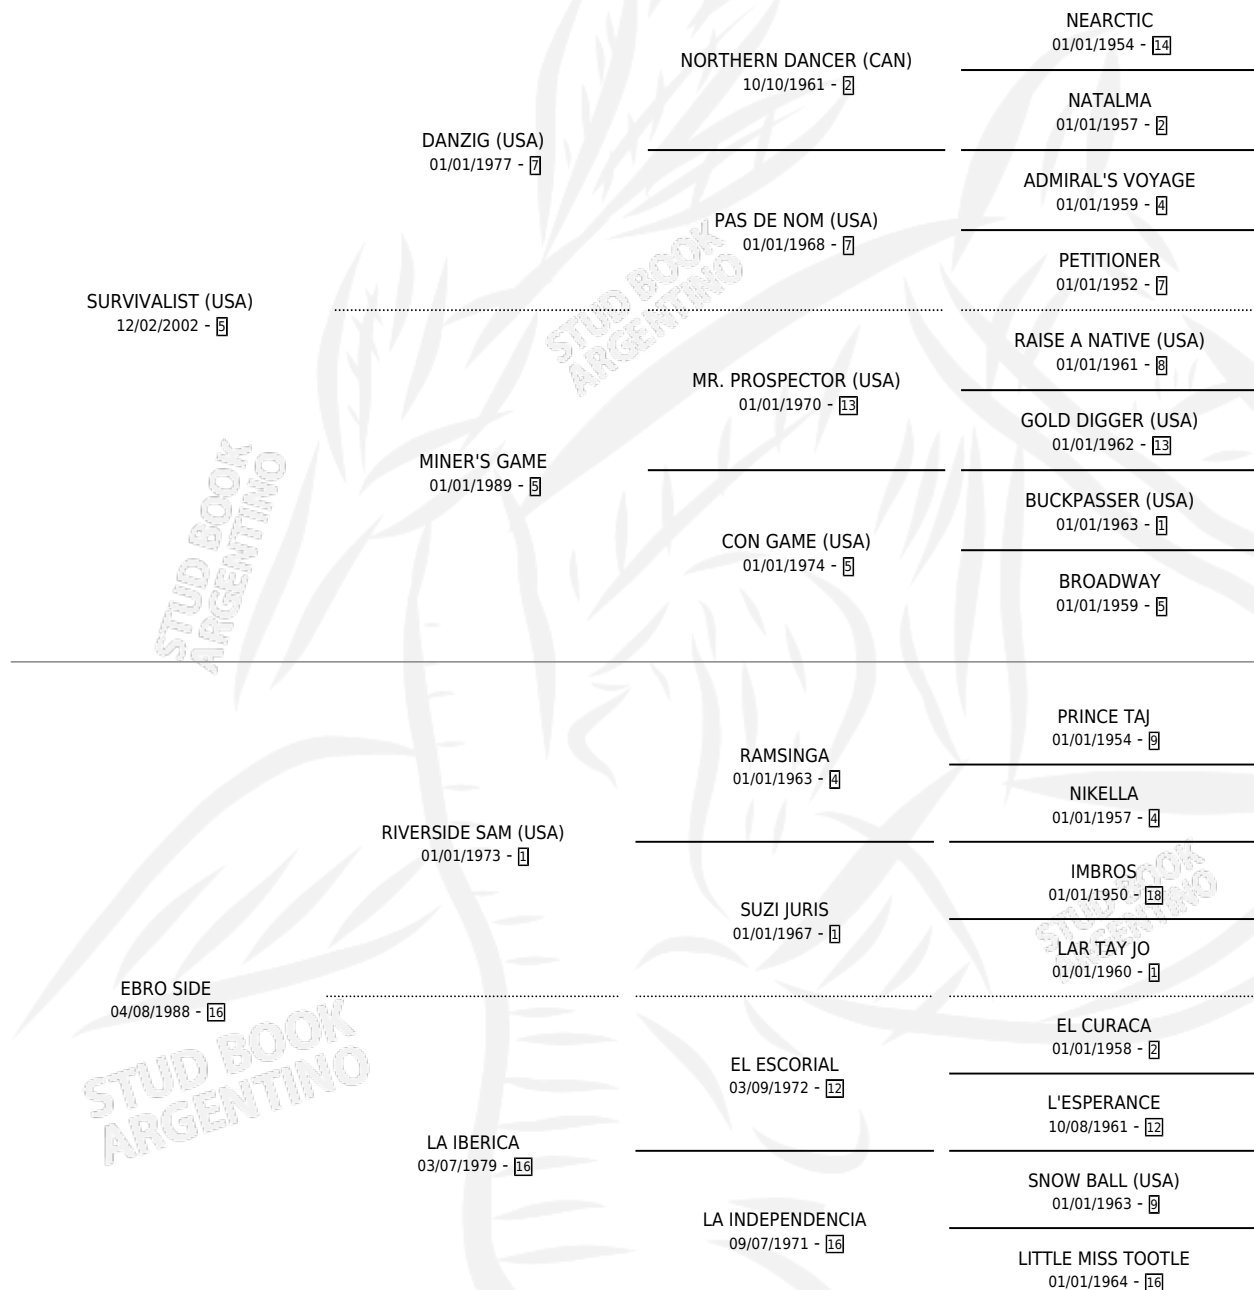 SURVIVALIST (USA)
12/02/2002 - 5
DANZIG (USA)
01/01/1977 - 7
NORTHERN DANCER (CAN)
10/10/1961 - 2
NEARCTIC
01/01/1954 - 14
NATALMA
01/01/1957 - 2
PAS DE NOM (USA)
01/01/1968 - 7
ADMIRAL'S VOYAGE
01/01/1959 - 4
PETITIONER
01/01/1952 - 7
MINER'S GAME
01/01/1989 - 5
MR. PROSPECTOR (USA)
01/01/1970 - 13
RAISE A NATIVE (USA)
01/01/1961 - 8
GOLD DIGGER (USA)
01/01/1962 - 13
CON GAME (USA)
01/01/1974 - 5
BUCKPASSER (USA)
01/01/1963 - 1
BROADWAY
01/01/1959 - 5
EBRO SIDE
04/08/1988 - 16
RIVERSIDE SAM (USA)
01/01/1973 - 1
RAMSINGA
01/01/1963 - 4
PRINCE TAJ
01/01/1954 - 9
NIKELLA
01/01/1957 - 4
SUZI JURIS
01/01/1967 - 1
IMBROS
01/01/1950 - 18
LAR TAY JO
01/01/1960 - 1
LA IBERICA
03/07/1979 - 16
EL ESCORIAL
03/09/1972 - 12
EL CURACA
01/01/1958 - 2
L'ESPERANCE
10/08/1961 - 12
LA INDEPENDENCIA
09/07/1971 - 16
SNOW BALL (USA)
01/01/1963 - 9
LITTLE MISS TOOTLE
01/01/1964 - 16
STUD BOOK
ARGENTINO
STUD BOOK
ARGENTINO
STUD BOOK
ARGENTINO
STUD BOOK
ARGENTINO